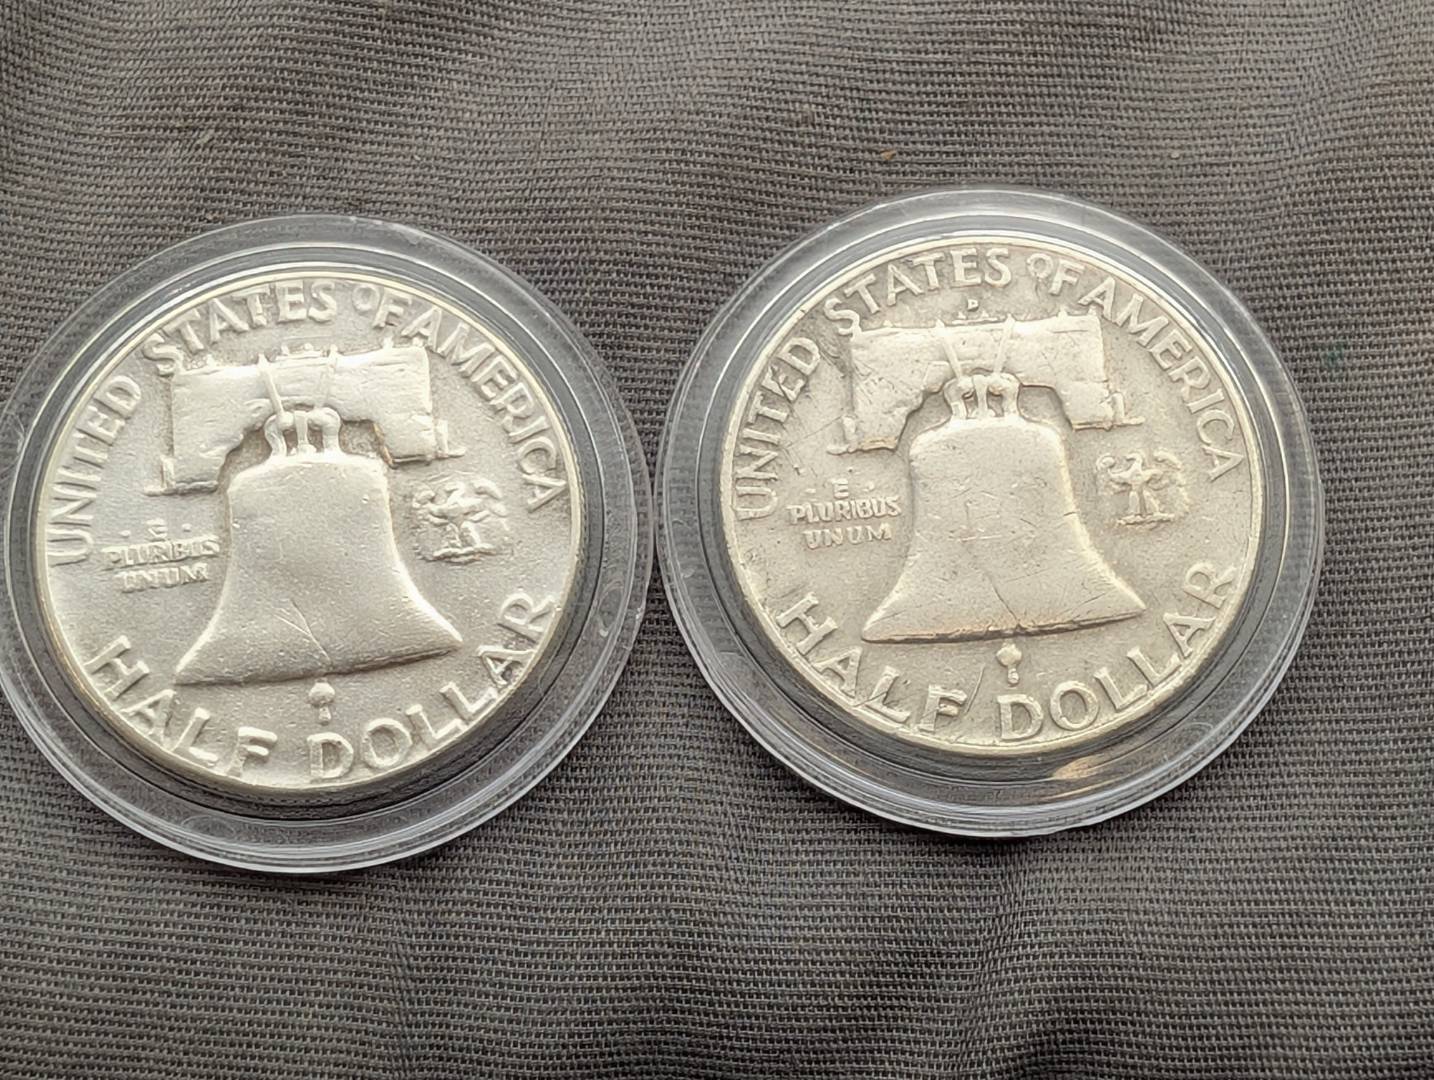 UNITED STATES OF AMERICA
· E ·
PLURIBUS
UNUM
HALF DOLLAR
UNITED STATES OF AMERICA
D
· E ·
PLURIBUS
UNUM
HALF DOLLAR